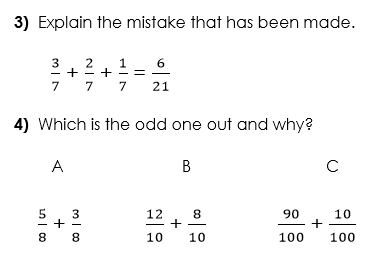 3) Explain the mistake that has been made.
3/7 + 2/7 + 1/7 = 6/21
4) Which is the odd one out and why?
A B C
5/8 + 3/8 12/10 + 8/10 90/100 + 10/100